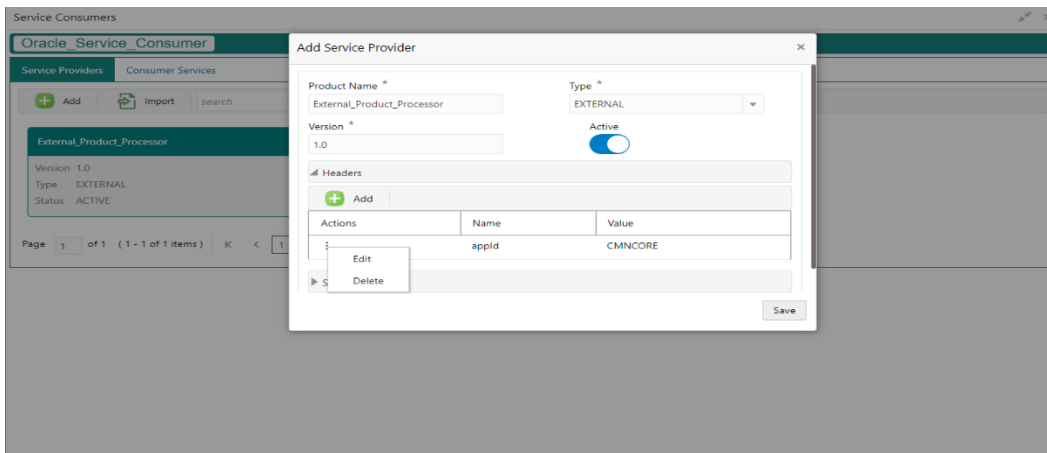 Service Consumers
Oracle_Service_Consumer
Service Providers Consumer Services
Add Import search
External_Product_Processor
Version 1.0
Type EXTERNAL
Status ACTIVE
Page 1 of 1 (1 - 1 of 1 items) K < 1
Add Service Provider
Product Name * Type *
External_Product_Processor EXTERNAL
Version * Active
1.0
Headers
Add
Actions Name Value
appId CMNCORE
Edit
Delete
S
Save